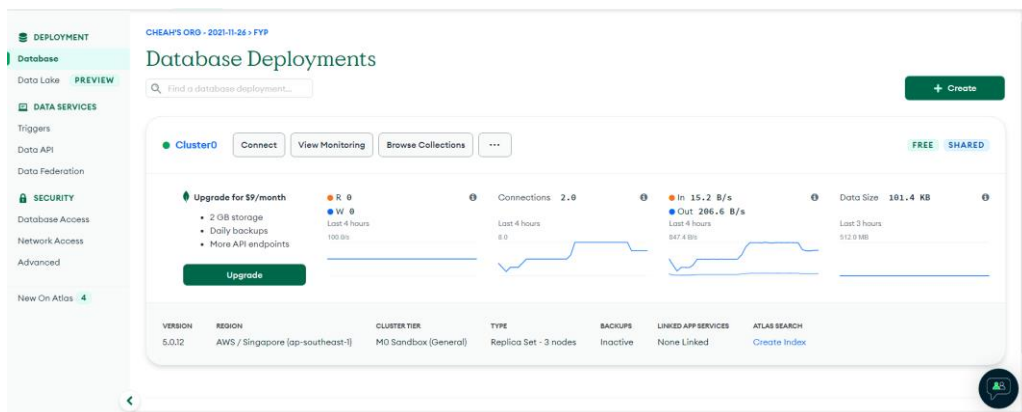 DEPLOYMENT
Database
Data Lake PREVIEW
DATA SERVICES
Triggers
Data API
Data Federation
SECURITY
Database Access
Network Access
Advanced
New On Atlas 4
CHEAH'S ORG - 2021-11-26 > FYP
Database Deployments
Find a database deployment...
+ Create
Cluster0 Connect View Monitoring Browse Collections ... FREE SHARED
Upgrade for $9/month
• 2 GB storage
• Daily backups
• More API endpoints
Upgrade
R 0
W 0
Last 4 hours
100.0/s
Connections 2.0
Last 4 hours
8.0
In 15.2 B/s
Out 206.6 B/s
Last 4 hours
847.4 B/s
Data Size 101.4 KB
Last 3 hours
512.0 MB
VERSION REGION CLUSTER TIER TYPE BACKUPS LINKED APP SERVICES ATLAS SEARCH
5.0.12 AWS / Singapore (ap-southeast-1) M0 Sandbox (General) Replica Set - 3 nodes Inactive None Linked Create Index